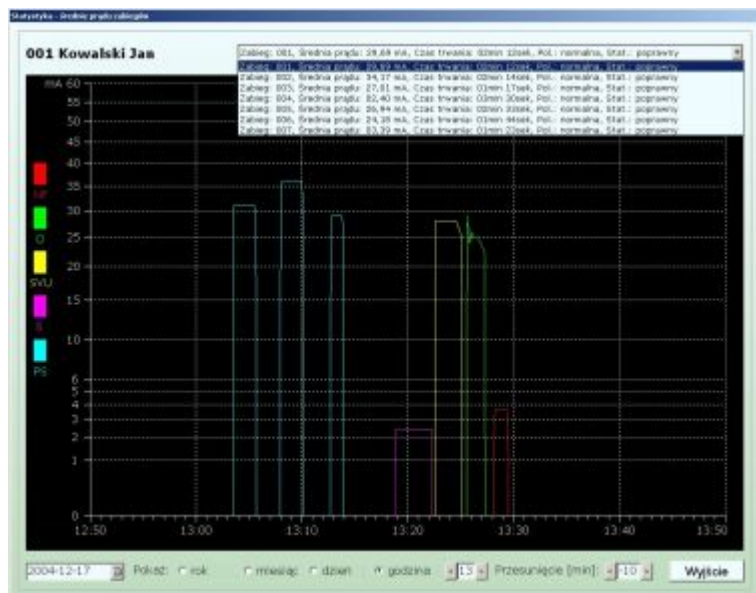 Statystyka - średnie prądu zabiegów
001 Kowalski Jan
Zabieg: 001, Średnia prądu: 29,69 mA, Czas trwania: 02min 12sek, Pol.: normalna, Stat.: poprawny
Zabieg: 001, Średnia prądu: 29,69 mA, Czas trwania: 02min 12sek, Pol.: normalna, Stat.: poprawny
Zabieg: 002, Średnia prądu: 34,17 mA, Czas trwania: 02min 14sek, Pol.: normalna, Stat.: poprawny
Zabieg: 003, Średnia prądu: 27,01 mA, Czas trwania: 01min 17sek, Pol.: normalna, Stat.: poprawny
Zabieg: 004, Średnia prądu: 02,40 mA, Czas trwania: 03min 30sek, Pol.: normalna, Stat.: poprawny
Zabieg: 005, Średnia prądu: 26,94 mA, Czas trwania: 02min 31sek, Pol.: normalna, Stat.: poprawny
Zabieg: 006, Średnia prądu: 24,18 mA, Czas trwania: 01min 44sek, Pol.: normalna, Stat.: poprawny
Zabieg: 007, Średnia prądu: 03,39 mA, Czas trwania: 01min 22sek, Pol.: normalna, Stat.: poprawny
mA 60
55
50
45
40
35
30
25
20
15
10
6
5
4
3
2
1
0
O
SVU
PS
12:50 13:00 13:10 13:20 13:30 13:40 13:50
2004-12-17 Pokaż: rok miesiąc dzień godzina 13 Przesunięcie [min]: -10 Wyjście